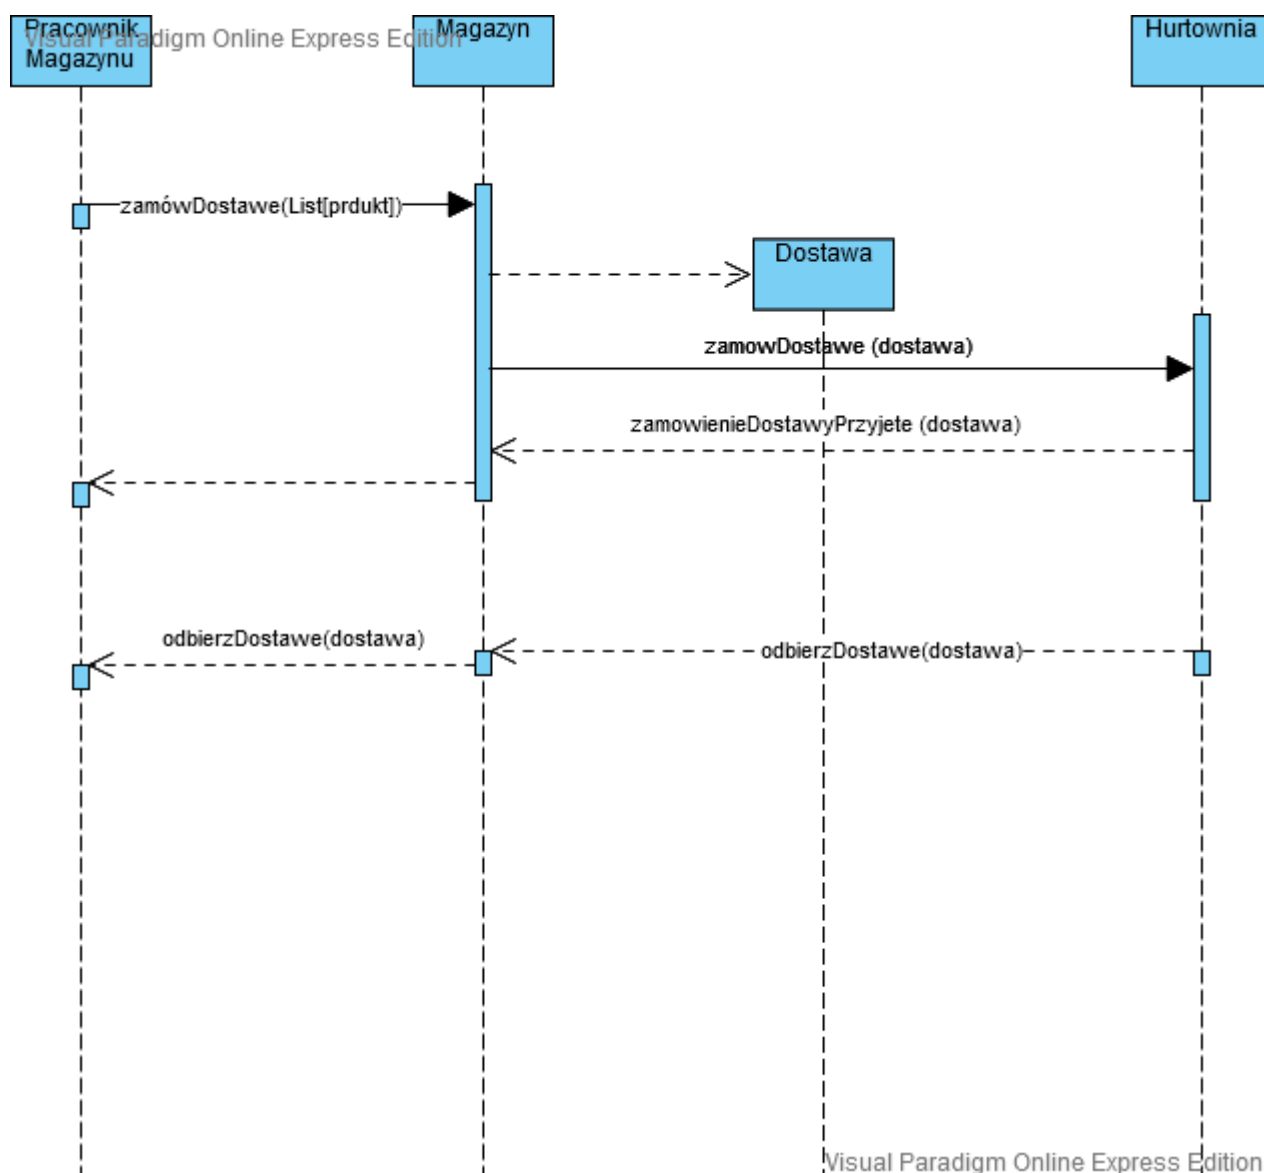 Pracownik
Magazynu
Visual Paradigm Online Express Edition
Magazyn
Hurtownia
zamówDostawe(List[prdukt])
Dostawa
zamowDostawe (dostawa)
zamowienieDostawyPrzyjete (dostawa)
odbierzDostawe(dostawa)
odbierzDostawe(dostawa)
Visual Paradigm Online Express Edition